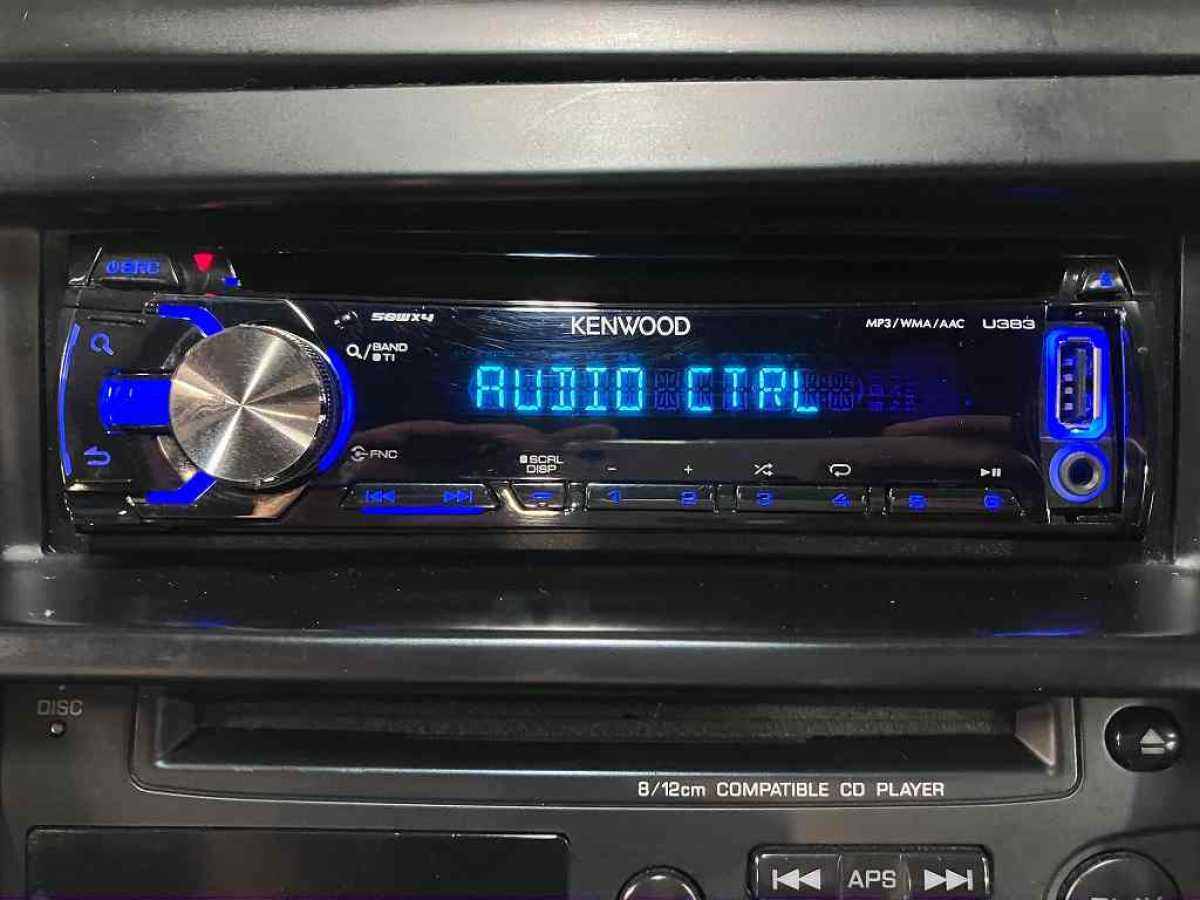 SRC
50WX4
KENWOOD
MP3/WMA/AAC U383
BAND
TI
AUDIO CTRL
FNC
SCRL
DISP
- +
1 2 3 4 5 6
DISC
8/12cm COMPATIBLE CD PLAYER
APS